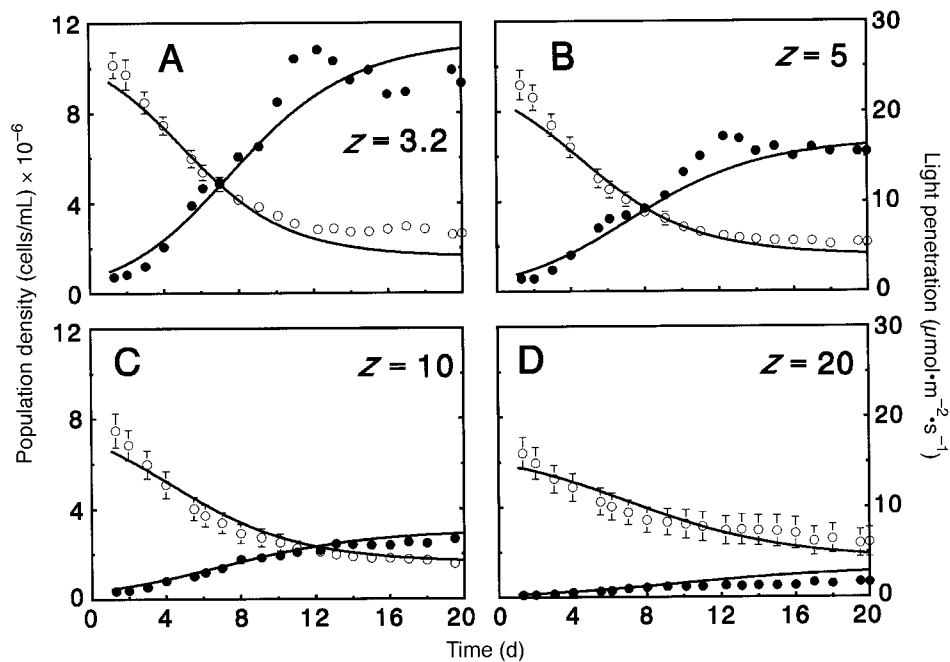 Population density (cells/mL) × 10⁻⁶
Light penetration (µmol·m⁻²·s⁻¹)
12
8
4
0
A
z = 3.2
B
z = 5
30
20
10
0
12
8
4
0
0 4 8 12 16 20
C
z = 10
D
z = 20
30
20
10
0
0 4 8 12 16 20
Time (d)